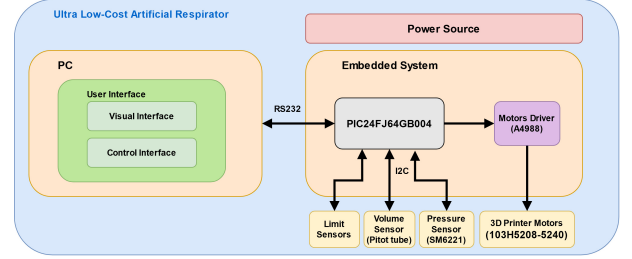 Ultra Low-Cost Artificial Respirator
Power Source
PC
User Interface
Visual Interface
Control Interface
RS232
Embedded System
PIC24FJ64GB004
Motors Driver
(A4988)
I2C
Limit
Sensors
Volume
Sensor
(Pitot tube)
Pressure
Sensor
(SM6221)
3D Printer Motors
(103H5208-5240)